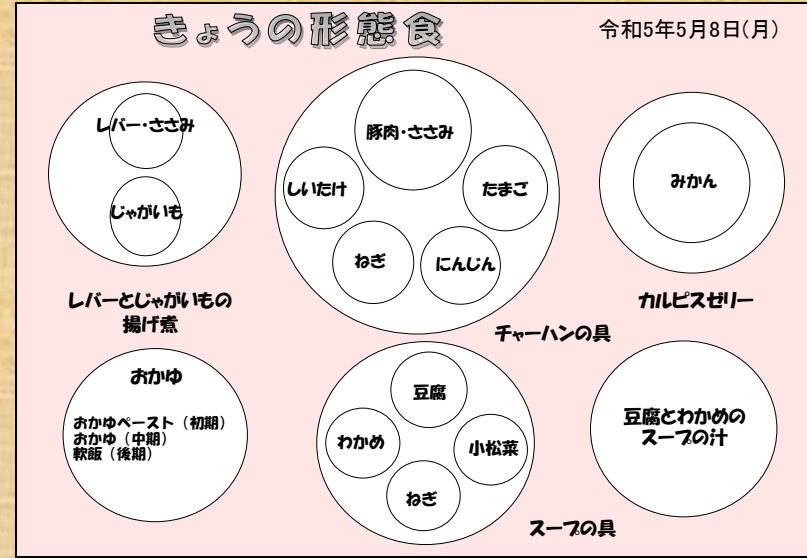 きょうの形態食
令和5年5月8日(月)
レバー・ささみ
じゃがいも
レバーとじゃがいもの
揚げ煮
豚肉・ささみ
しいたけ
たまご
ねぎ
にんじん
チャーハンの具
みかん
カルピスゼリー
おかゆ
おかゆペースト（初期）
おかゆ（中期）
軟飯（後期）
豆腐
わかめ
小松菜
ねぎ
スープの具
豆腐とわかめの
スープの汁